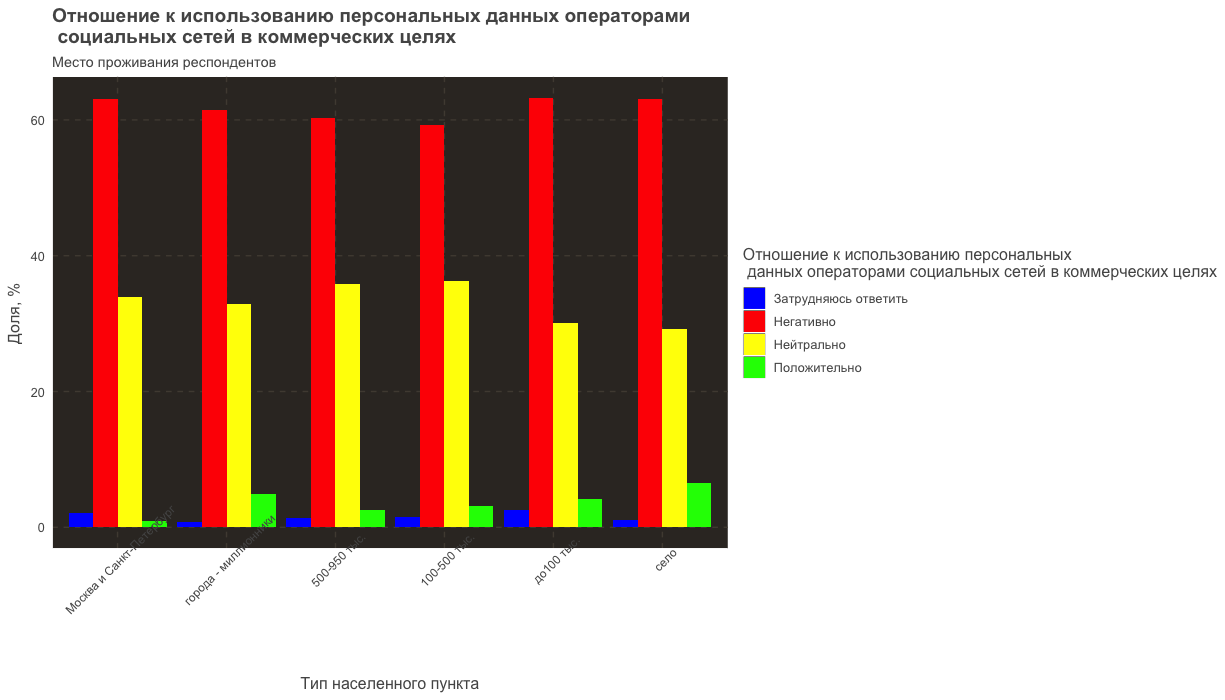 Отношение к использованию персональных данных операторами
социальных сетей в коммерческих целях
Место проживания респондентов
Доля, %
60
40
20
0
Москва и Санкт-Петербург
города - миллионники
500-950 тыс.
100-500 тыс.
до100 тыс.
село
Тип населенного пункта
Отношение к использованию персональных
данных операторами социальных сетей в коммерческих целях
Затрудняюсь ответить
Негативно
Нейтрально
Положительно